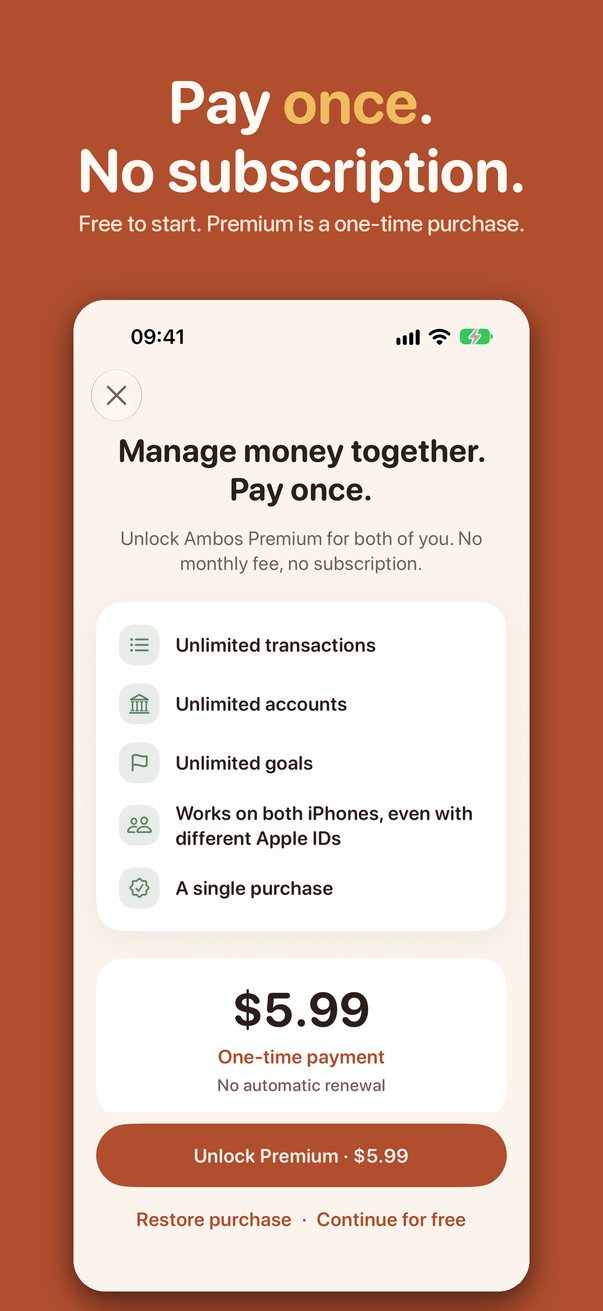 Pay once.
No subscription.
Free to start. Premium is a one-time purchase.
09:41
Manage money together.
Pay once.
Unlock Ambos Premium for both of you. No
monthly fee, no subscription.
Unlimited transactions
Unlimited accounts
Unlimited goals
Works on both iPhones, even with
different Apple IDs
A single purchase
$5.99
One-time payment
No automatic renewal
Unlock Premium · $5.99
Restore purchase · Continue for free